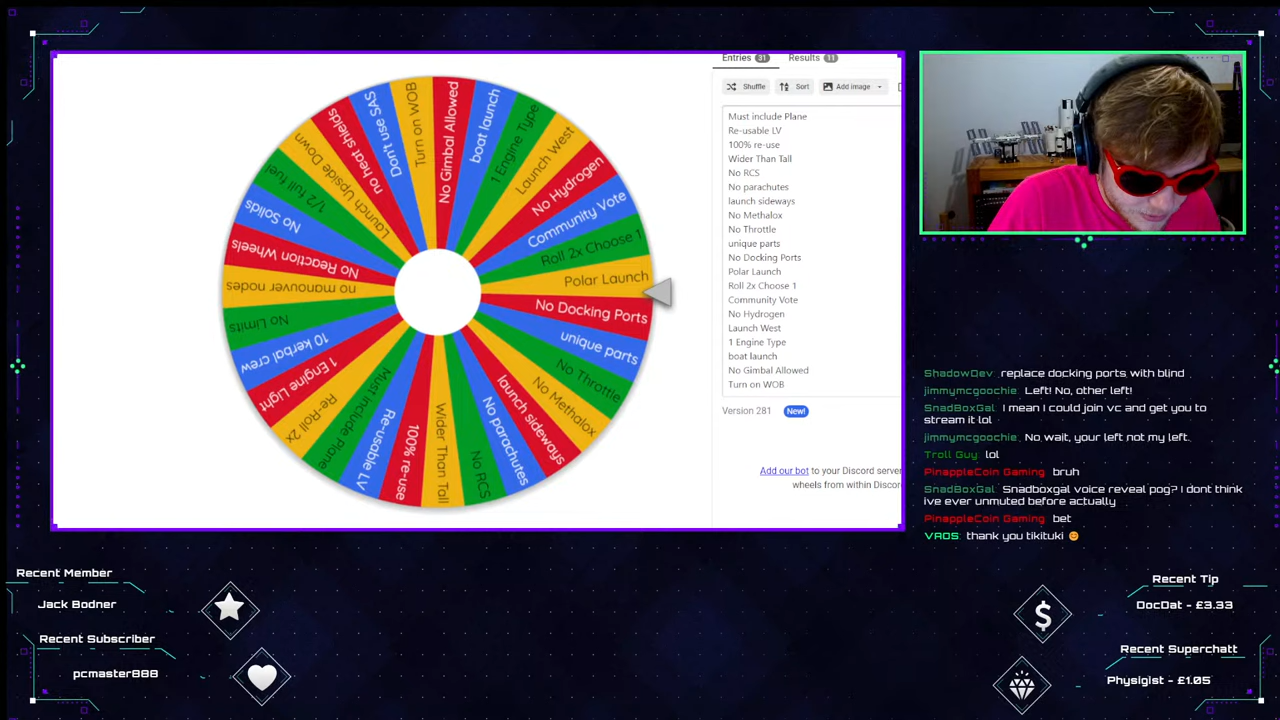 Entries 31
Results 11
Shuffle
Sort
Add image
Must include Plane
Re-usable LV
100% re-use
Wider Than Tall
No RCS
No parachutes
launch sideways
No Methalox
No Throttle
unique parts
No Docking Ports
Polar Launch
Roll 2x Choose 1
Community Vote
No Hydrogen
Launch West
1 Engine Type
boat launch
No Gimbal Allowed
Turn on WOB
Version 281 New!
Add our bot to your Discord server
wheels from within Discor
Turn on WOB
No Gimbal Allowed
boat launch
1 Engine Type
Launch West
No Hydrogen
Community Vote
Roll 2x Choose 1
Polar Launch
No Docking Ports
unique parts
No Throttle
No Methalox
launch sideways
No parachutes
No RCS
Wider Than Tall
100% re-use
Re-usable LV
Must include Plane
Re-Roll 2x
1 Engine Light
10 kerbal crew
No Limits
no manouver nodes
No Reaction Wheels
No Solids
1/2 full fuel
Launch Upside Down
no heat shields
Don't use SAS
ShadowDev replace docking ports with blind
jimmymcgoochie: Left! No, other left!
SnadBoxGal I mean I could join vc and get you to
stream it lol
jimmymcgoochie: No wait, your left not my left.
Troll Guy: lol
PinappleCoin Gaming bruh
SnadBoxGal Snadboxgal voice reveal pog? I dont think
ive ever unmuted before actually
PinappleCoin Gaming bet
VAOS: thank you tikituki
Recent Member
Jack Bodner
Recent Subscriber
pcmaster888
Recent Tip
DocDat - £3.33
Recent Superchatt
Physigist - £1.05